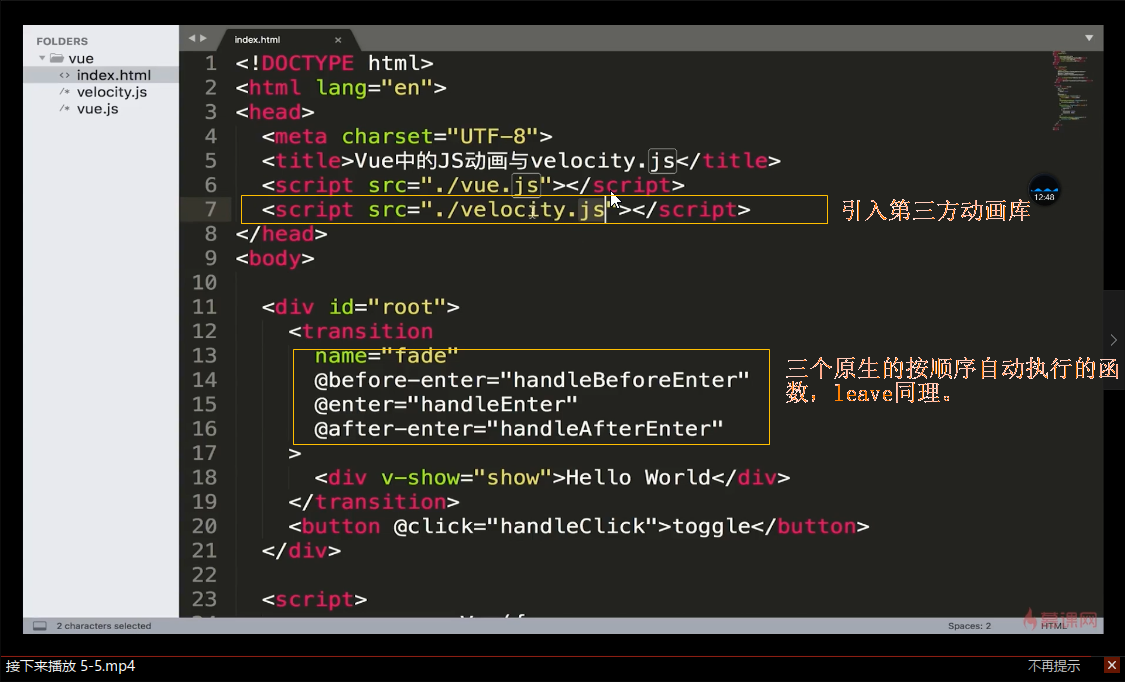 FOLDERS
vue
<> index.html
/* velocity.js
/* vue.js
index.html ×
1 <!DOCTYPE html>
2 <html lang="en">
3 <head>
4 <meta charset="UTF-8">
5 <title>Vue中的JS动画与velocity.js</title>
6 <script src="./vue.js"></script>
7 <script src="./velocity.js"></script>
引入第三方动画库
12:48
8 </head>
9 <body>
10
11 <div id="root">
12 <transition
13 name="fade"
14 @before-enter="handleBeforeEnter"
15 @enter="handleEnter"
16 @after-enter="handleAfterEnter"
三个原生的按顺序自动执行的函
数，leave同理。
17 >
18 <div v-show="show">Hello World</div>
19 </transition>
20 <button @click="handleClick">toggle</button>
21 </div>
22
23 <script>
2 characters selected
Spaces: 2
HTML
慕课网
接下来播放 5-5.mp4
不再提示